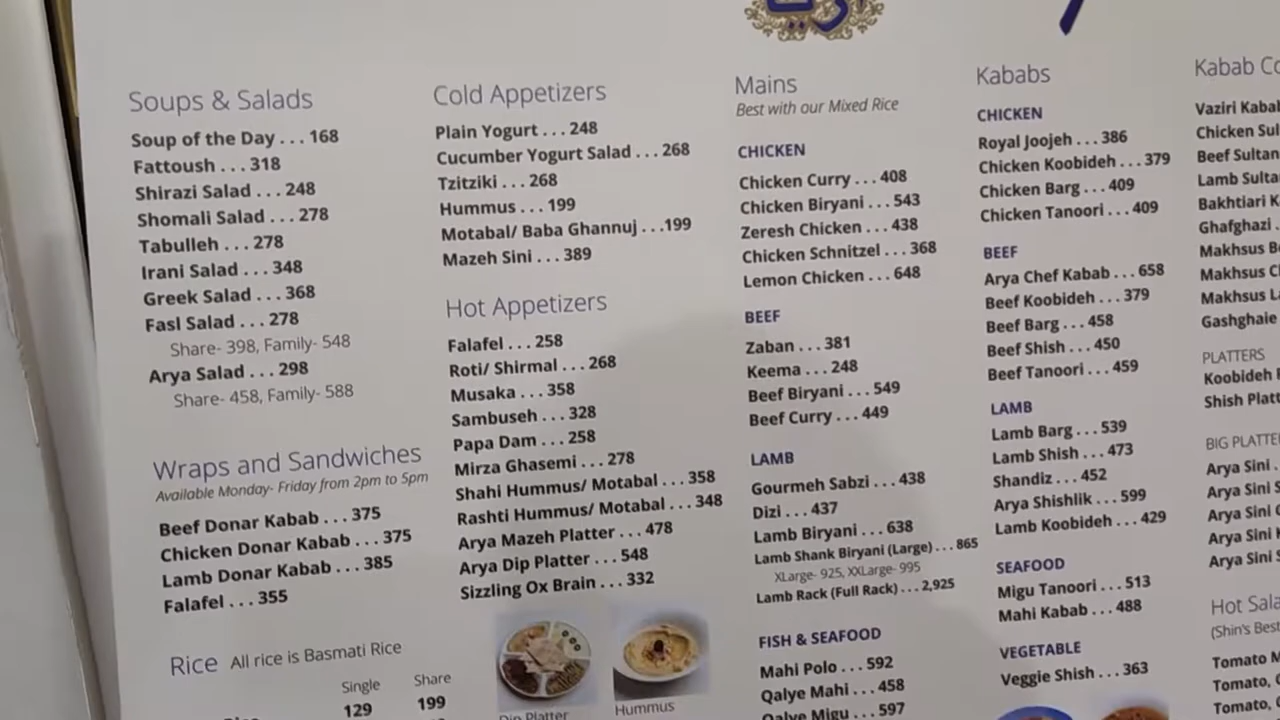 Soups & Salads
Soup of the Day . . . 168
Fattoush . . . 318
Shirazi Salad . . . 248
Shomali Salad . . . 278
Tabulleh . . . 278
Irani Salad . . . 348
Greek Salad . . . 368
Fasl Salad . . . 278
Share- 398, Family- 548
Arya Salad . . . 298
Share- 458, Family- 588
Wraps and Sandwiches
Available Monday- Friday from 2pm to 5pm
Beef Donar Kabab . . . 375
Chicken Donar Kabab . . . 375
Lamb Donar Kabab . . . 385
Falafel . . . 355
Rice All rice is Basmati Rice
Single Share
129 199
Cold Appetizers
Plain Yogurt . . . 248
Cucumber Yogurt Salad . . . 268
Tzitziki . . . 268
Hummus . . . 199
Motabal/ Baba Ghannuj . . .199
Mazeh Sini . . . 389
Hot Appetizers
Falafel . . . 258
Roti/ Shirmal . . . 268
Musaka . . . 358
Sambuseh . . . 328
Papa Dam . . . 258
Mirza Ghasemi . . . 278
Shahi Hummus/ Motabal . . . 358
Rashti Hummus/ Motabal . . . 348
Arya Mazeh Platter . . . 478
Arya Dip Platter . . . 548
Sizzling Ox Brain . . . 332
Dip Platter
Hummus
Mains
Best with our Mixed Rice
CHICKEN
Chicken Curry . . . 408
Chicken Biryani . . . 543
Zeresh Chicken . . . 438
Chicken Schnitzel . . . 368
Lemon Chicken . . . 648
BEEF
Zaban . . . 381
Keema . . . 248
Beef Biryani . . . 549
Beef Curry . . . 449
LAMB
Gourmeh Sabzi . . . 438
Dizi . . . 437
Lamb Biryani . . . 638
Lamb Shank Biryani (Large) . . . 865
XLarge- 925, XXLarge- 995
Lamb Rack (Full Rack) . . . 2,925
FISH & SEAFOOD
Mahi Polo . . . 592
Qalye Mahi . . . 458
Qalye Migu . . . 597
Kababs
CHICKEN
Royal Joojeh . . . 386
Chicken Koobideh . . . 379
Chicken Barg . . . 409
Chicken Tanoori . . . 409
BEEF
Arya Chef Kabab . . . 658
Beef Koobideh . . . 379
Beef Barg . . . 458
Beef Shish . . . 450
Beef Tanoori . . . 459
LAMB
Lamb Barg . . . 539
Lamb Shish . . . 473
Shandiz . . . 452
Arya Shishlik . . . 599
Lamb Koobideh . . . 429
SEAFOOD
Migu Tanoori . . . 513
Mahi Kabab . . . 488
VEGETABLE
Veggie Shish . . . 363
Kabab
Vaziri
Chicken
Beef
Lamb
Bakhtiari
Ghafghazi .
Makhsus
Makhsus
Makhsus
Gashghaie
PLATTERS
Koobideh
Shish
BIG
Arya Sini .
Arya Sini
Arya Sini
Arya Sini
Arya Sini
Hot
(Shin's Best
Tomato
Tomato,
Tomato,